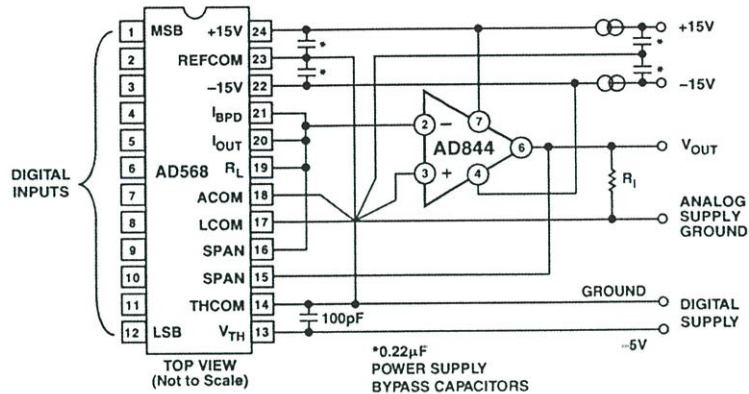 1 MSB +15V 24
2 REFCOM 23
3 –15V 22
4 IBPD 21
5 IOUT 20
6 AD568 RL 19
7 ACOM 18
8 LCOM 17
9 SPAN 16
10 SPAN 15
11 THCOM 14
12 LSB VTH 13
DIGITAL
INPUTS
TOP VIEW
(Not to Scale)
*
*
100pF
2 –
3 +
7
AD844
6
4
*
*
+15V
–15V
VOUT
RI
ANALOG
SUPPLY
GROUND
GROUND
DIGITAL
SUPPLY
–5V
*0.22µF
POWER SUPPLY
BYPASS CAPACITORS